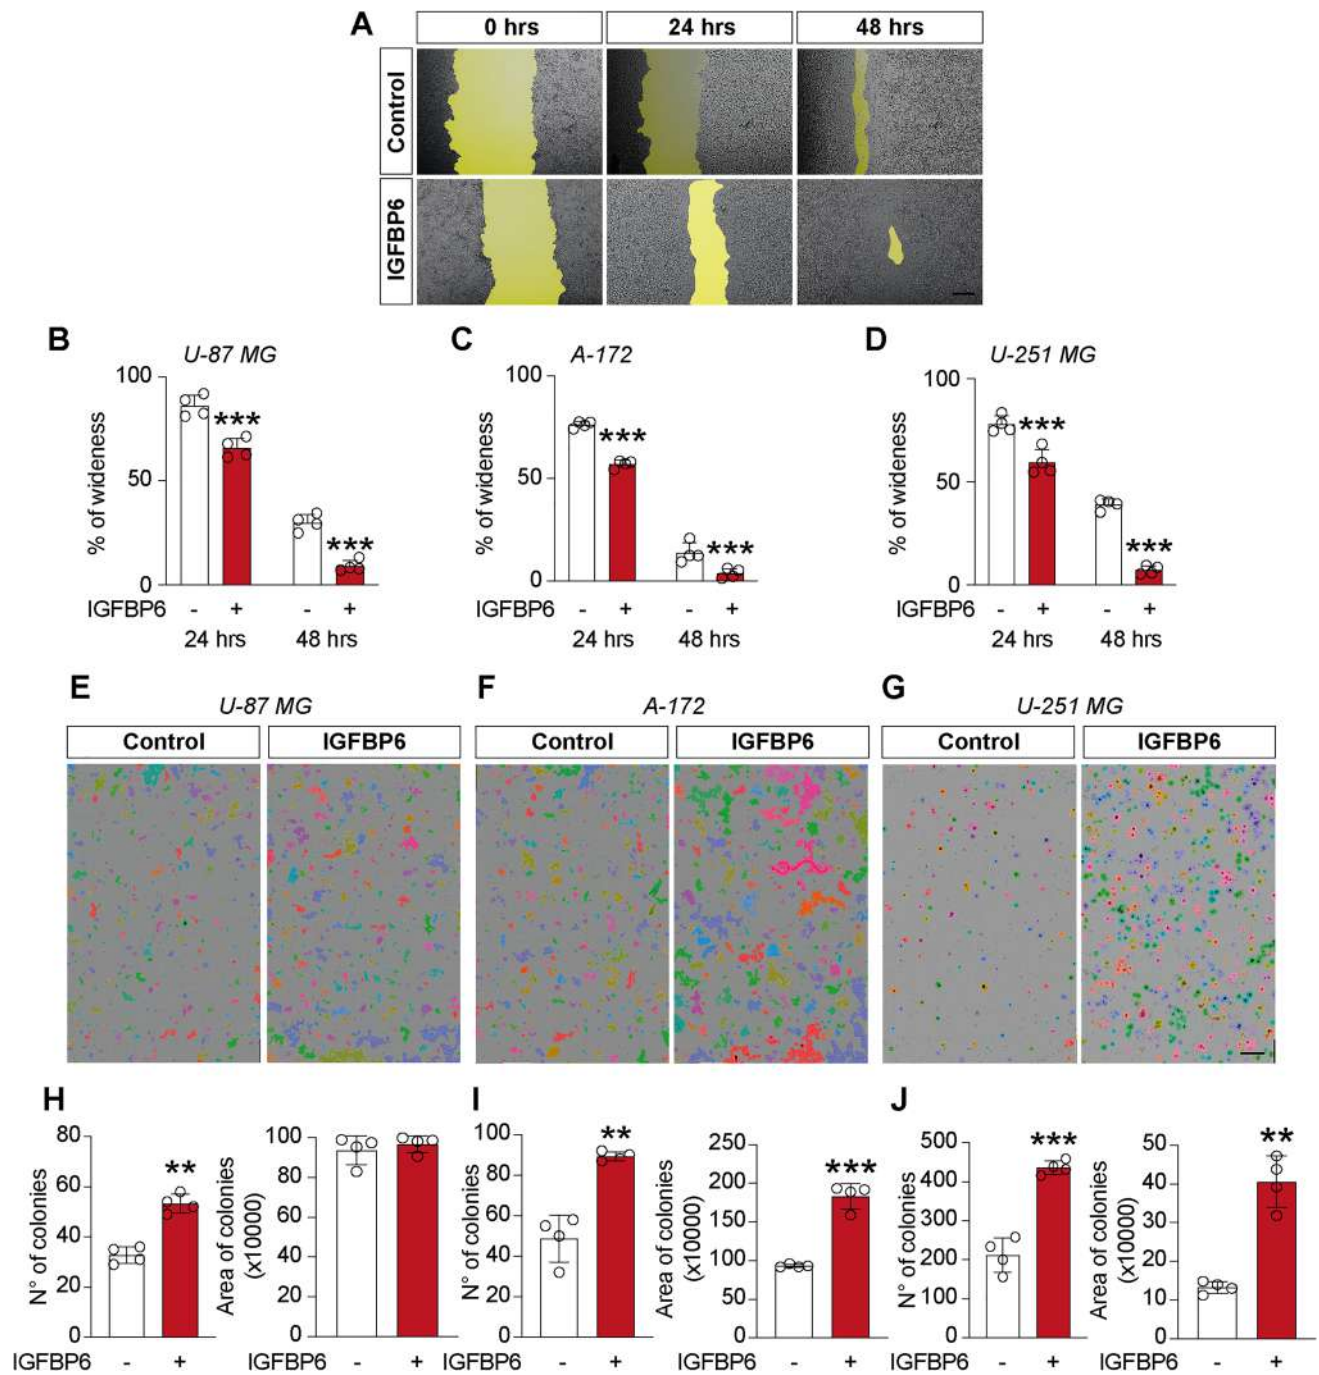 A
0 hrs 24 hrs 48 hrs
Control
IGFBP6
B C D
U-87 MG A-172 U-251 MG
% of wideness
100
50
0
***
***
IGFBP6 - + - +
24 hrs 48 hrs
% of wideness
100
50
0
***
***
IGFBP6 - + - +
24 hrs 48 hrs
% of wideness
100
50
0
***
***
IGFBP6 - + - +
24 hrs 48 hrs
E F G
U-87 MG A-172 U-251 MG
Control IGFBP6 Control IGFBP6 Control IGFBP6
H
N° of colonies
80
60
40
20
0
**
IGFBP6 - +
Area of colonies
(x10000)
100
80
60
40
20
0
- +
I
N° of colonies
100
80
60
40
20
0
**
IGFBP6 - +
Area of colonies
(x10000)
250
200
150
100
50
0
***
IGFBP6 - +
J
N° of colonies
500
400
300
200
100
0
***
- +
Area of colonies
(x10000)
50
40
30
20
10
0
**
IGFBP6 - +